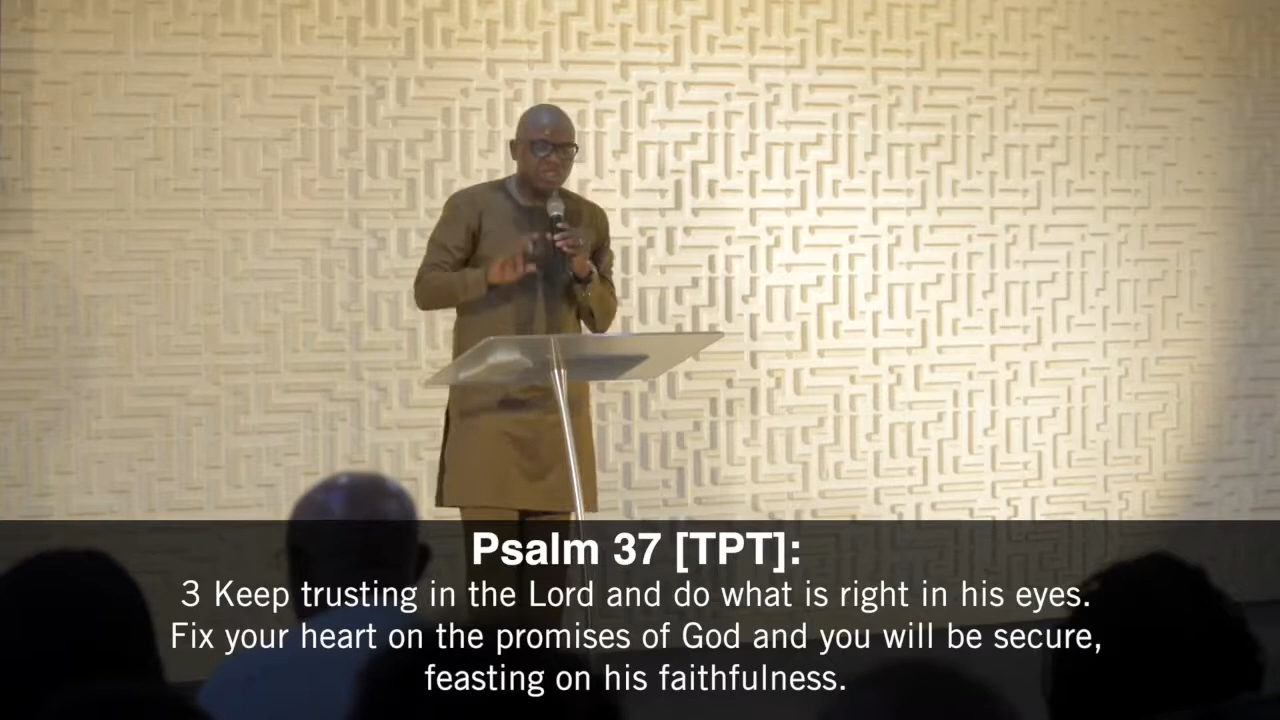 Psalm 37 [TPT]:
3 Keep trusting in the Lord and do what is right in his eyes.
Fix your heart on the promises of God and you will be secure,
feasting on his faithfulness.